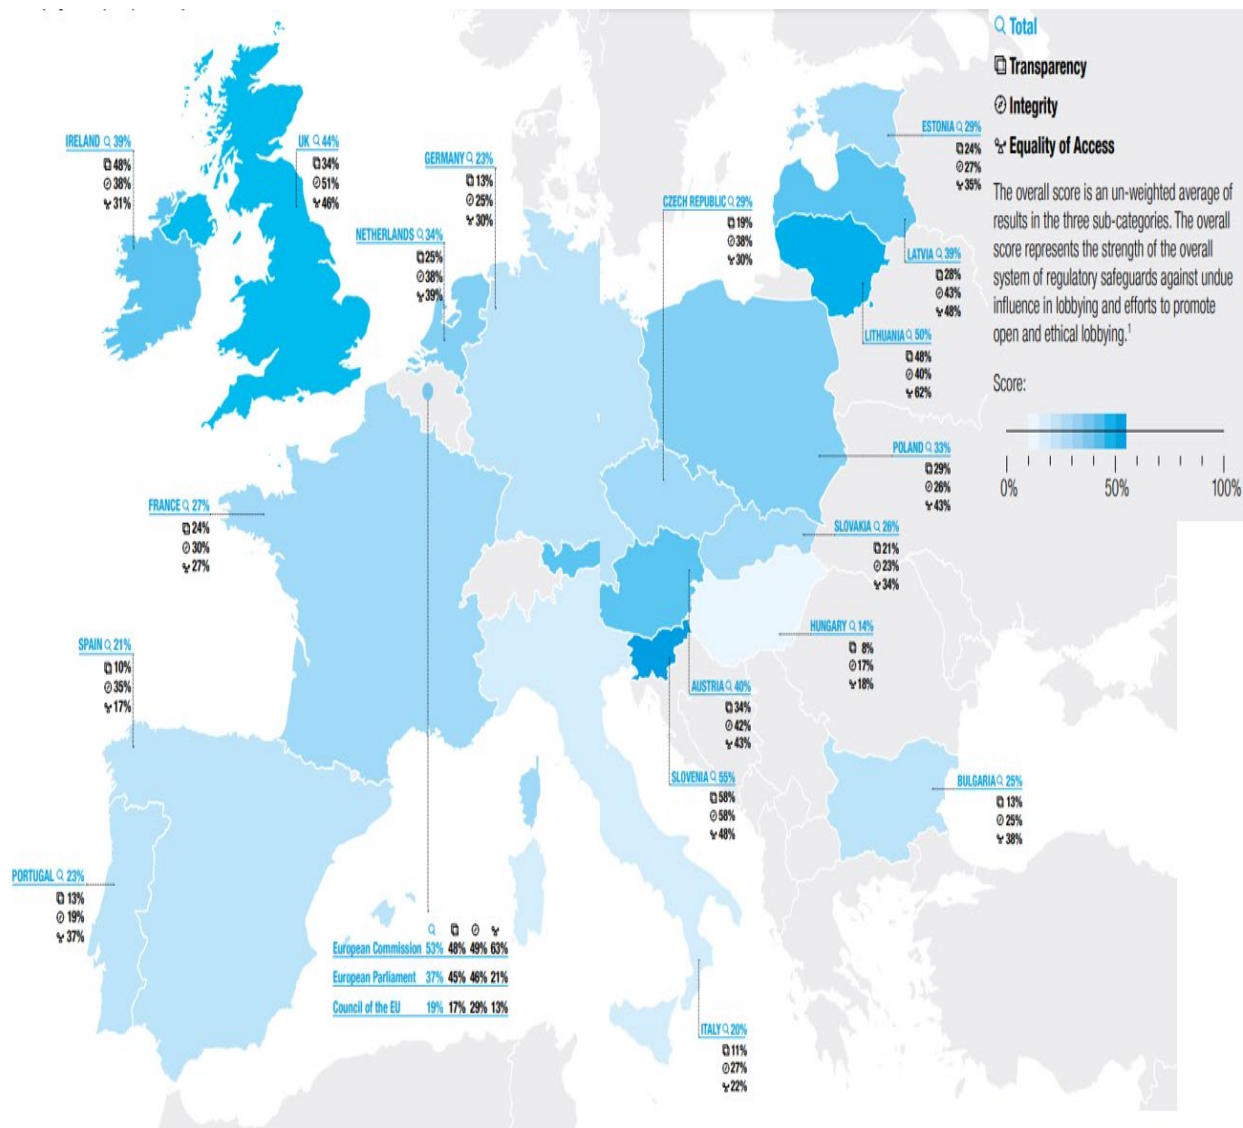 Total
Transparency
Integrity
Equality of Access
The overall score is an un-weighted average of
results in the three sub-categories. The overall
score represents the strength of the overall
system of regulatory safeguards against undue
influence in lobbying and efforts to promote
open and ethical lobbying.¹
Score:
0% 50% 100%
IRELAND 39%
48%
38%
31%
UK 44%
34%
51%
46%
GERMANY 23%
13%
25%
30%
NETHERLANDS 34%
25%
38%
39%
CZECH REPUBLIC 29%
19%
38%
30%
ESTONIA 29%
24%
27%
35%
LATVIA 39%
28%
43%
48%
LITHUANIA 50%
48%
40%
62%
POLAND 33%
29%
26%
43%
FRANCE 27%
24%
30%
27%
SLOVAKIA 26%
21%
23%
34%
HUNGARY 14%
8%
17%
18%
SPAIN 21%
10%
35%
17%
AUSTRIA 40%
34%
42%
43%
SLOVENIA 55%
58%
58%
48%
BULGARIA 25%
13%
25%
38%
PORTUGAL 23%
13%
19%
37%
European Commission 53% 48% 49% 63%
European Parliament 37% 45% 46% 21%
Council of the EU 19% 17% 29% 13%
ITALY 20%
11%
27%
22%